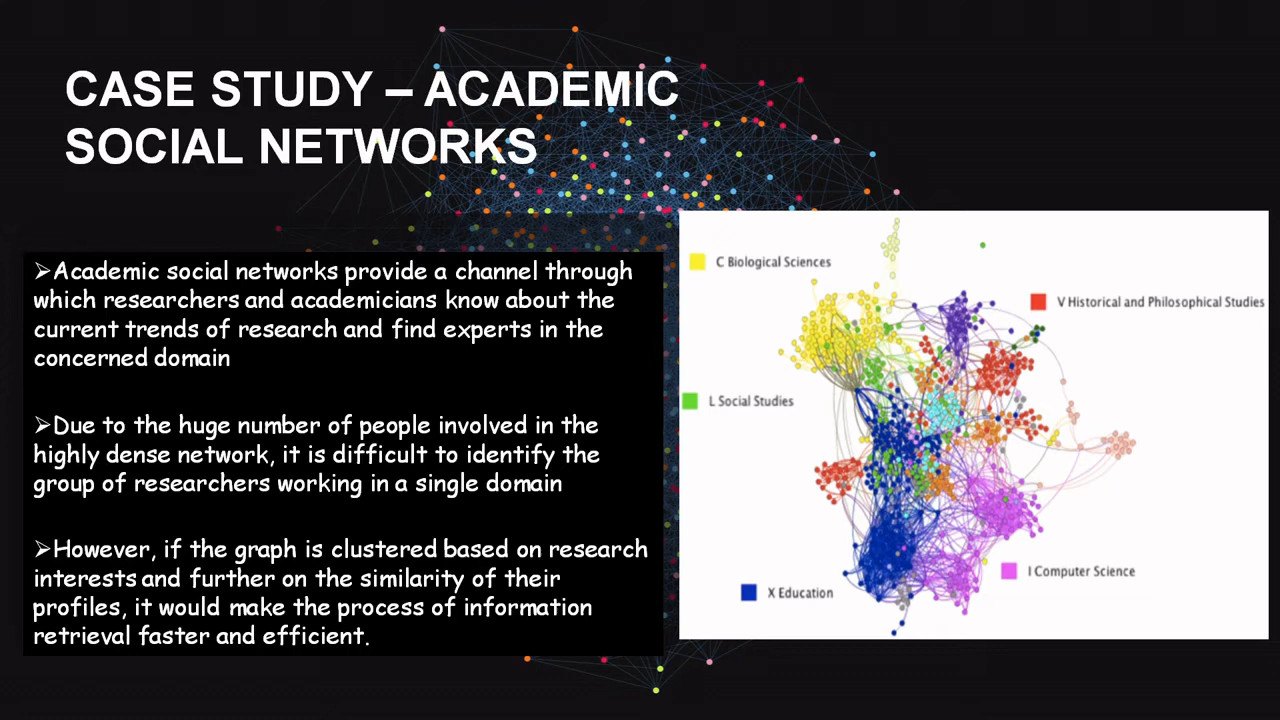 CASE STUDY – ACADEMIC
SOCIAL NETWORKS
➢Academic social networks provide a channel through
which researchers and academicians know about the
current trends of research and find experts in the
concerned domain
➢Due to the huge number of people involved in the
highly dense network, it is difficult to identify the
group of researchers working in a single domain
➢However, if the graph is clustered based on research
interests and further on the similarity of their
profiles, it would make the process of information
retrieval faster and efficient.
C Biological Sciences
V Historical and Philosophical Studies
L Social Studies
I Computer Science
X Education